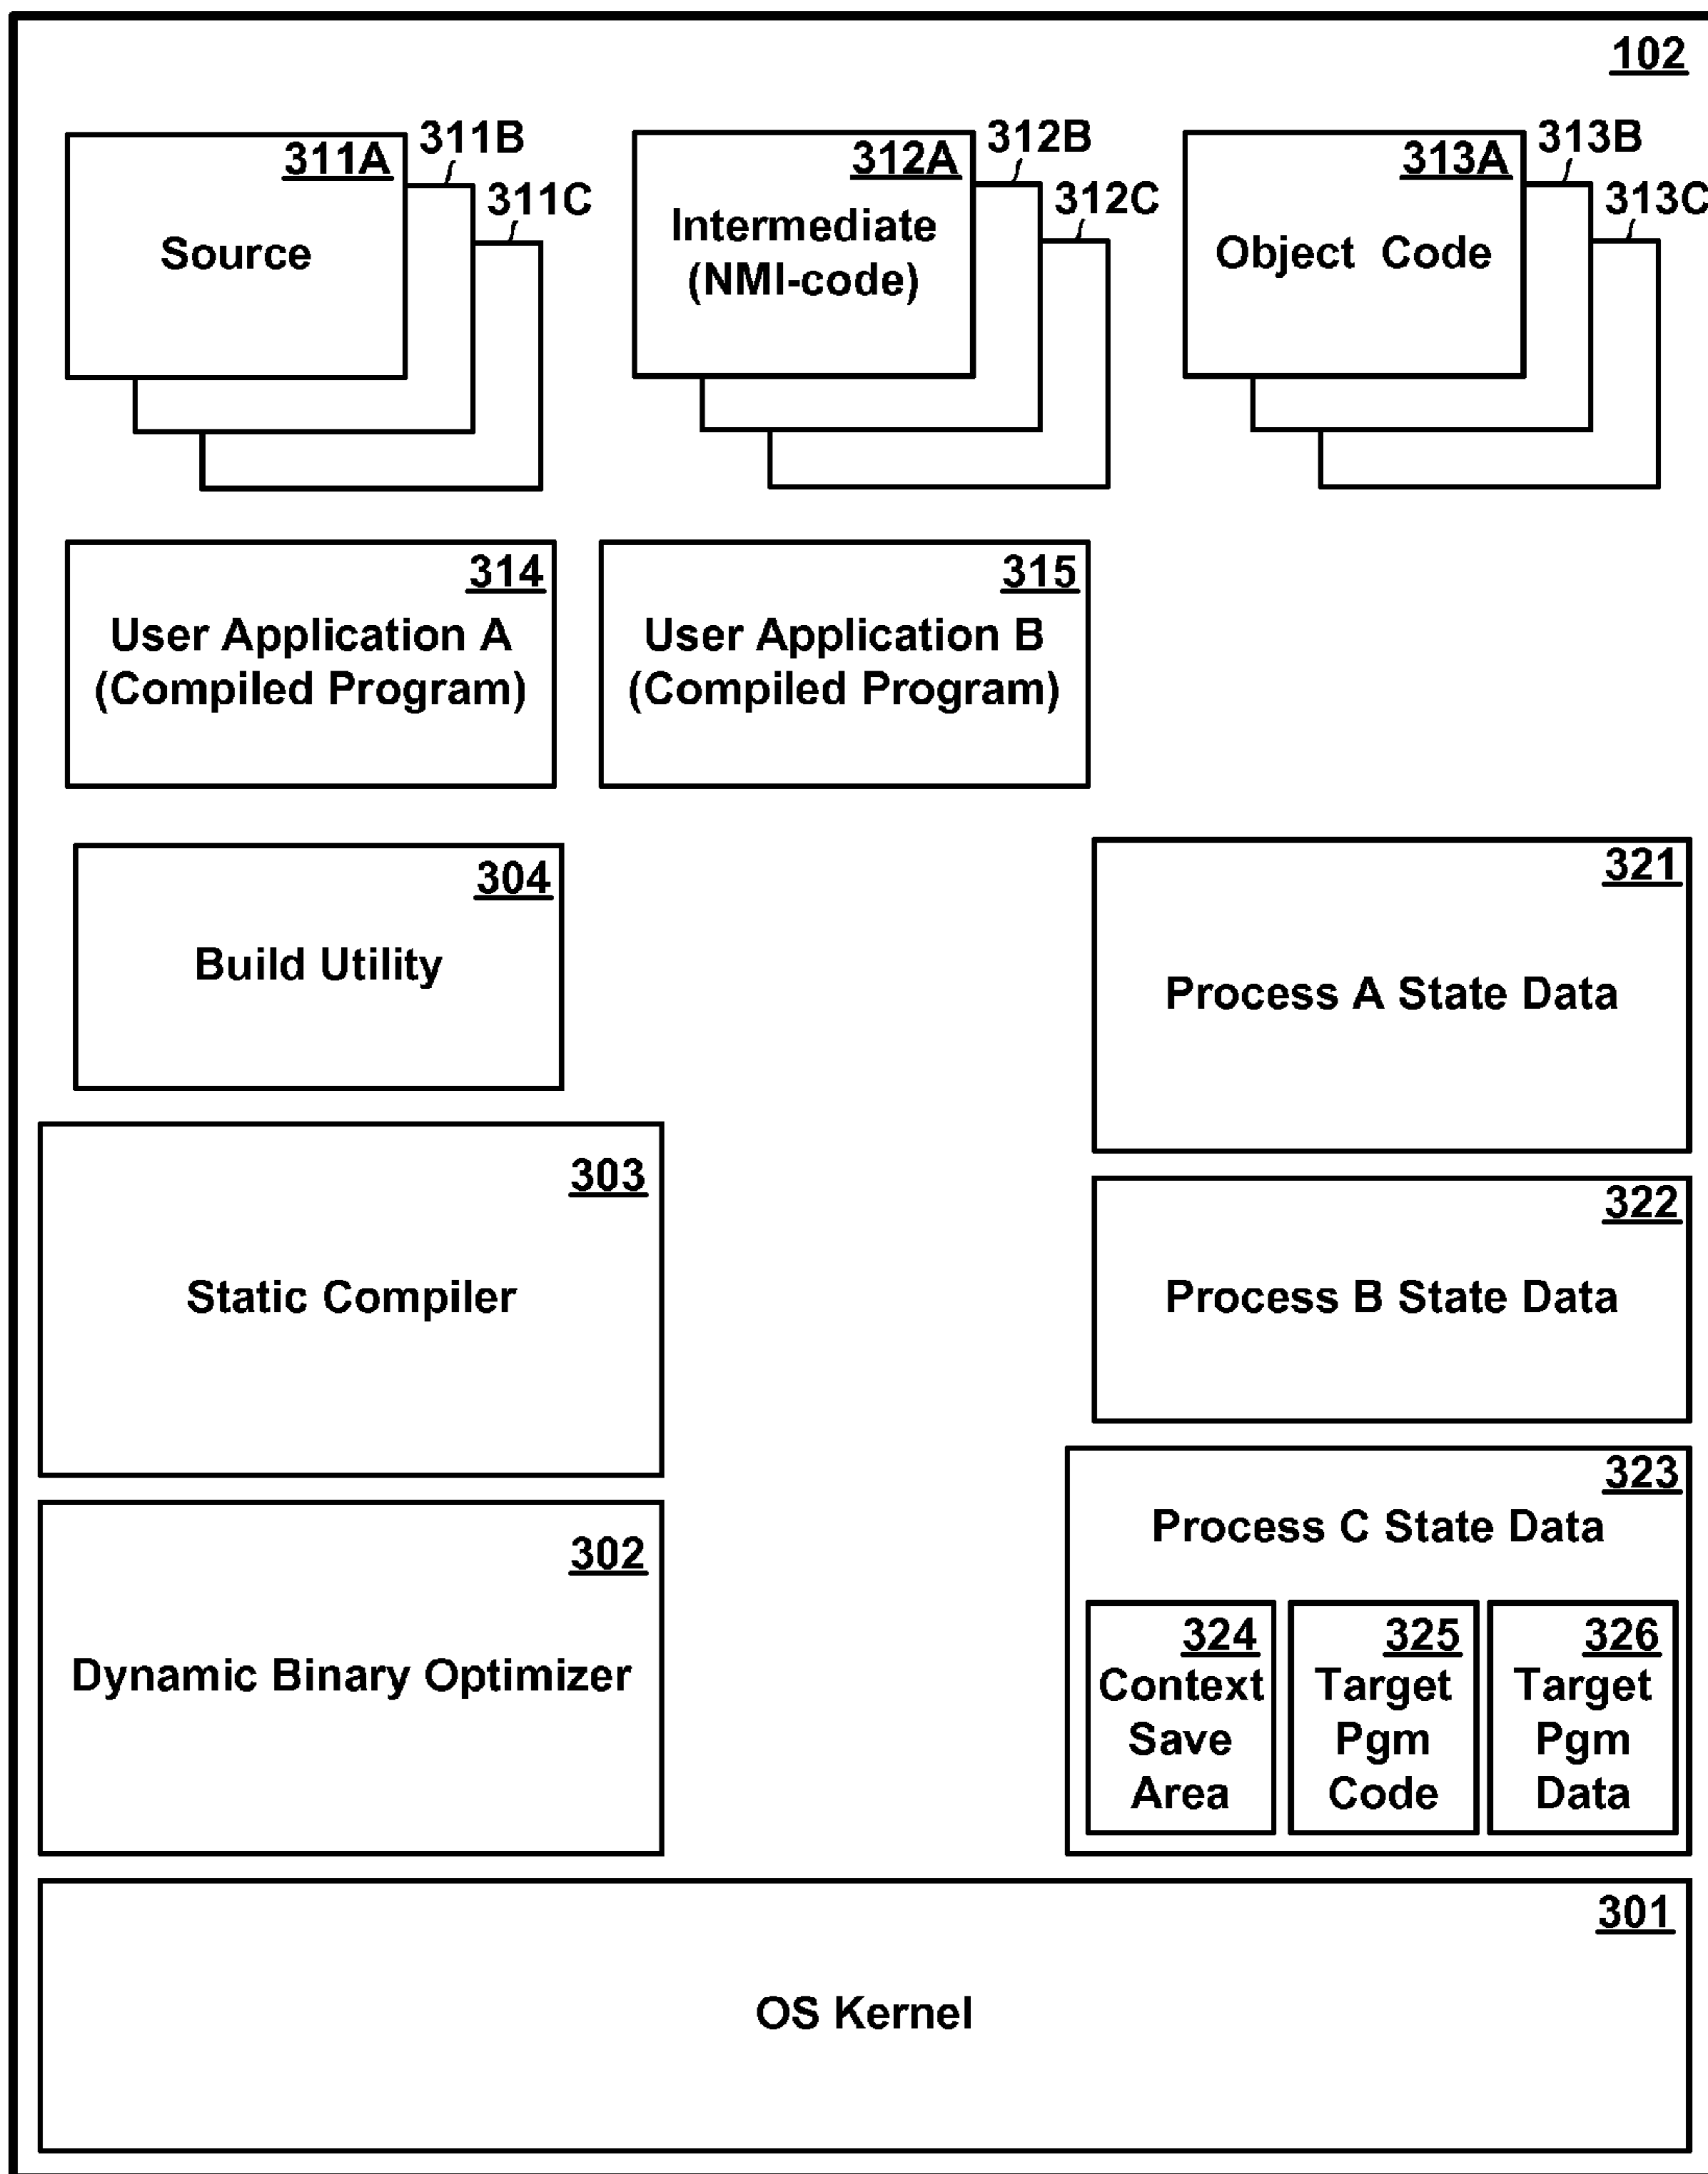 102
311A
311B
311C
Source
312A
312B
312C
Intermediate
(NMI-code)
313A
313B
313C
Object Code
314
User Application A
(Compiled Program)
315
User Application B
(Compiled Program)
304
Build Utility
321
Process A State Data
303
Static Compiler
322
Process B State Data
302
Dynamic Binary Optimizer
323
Process C State Data
324
Context
Save
Area
325
Target
Pgm
Code
326
Target
Pgm
Data
301
OS Kernel